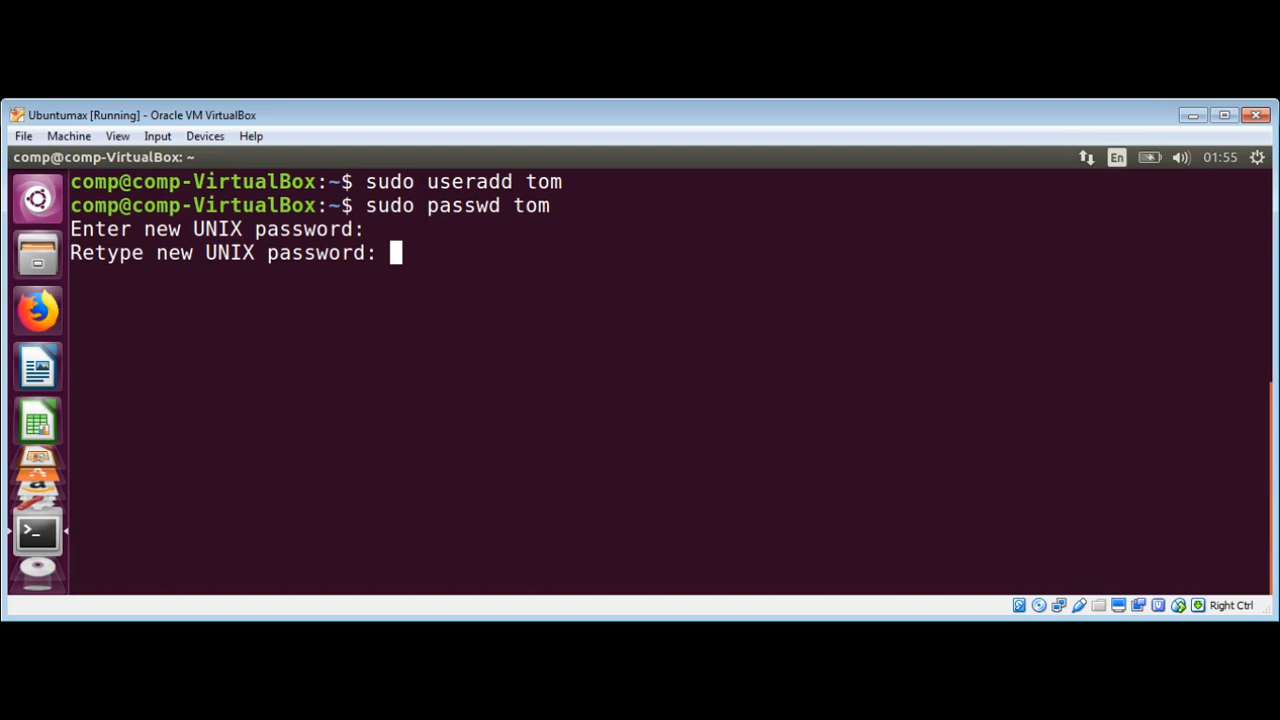 Ubuntumax [Running] - Oracle VM VirtualBox
File Machine View Input Devices Help
comp@comp-VirtualBox: ~ En 01:55
comp@comp-VirtualBox:~$ sudo useradd tom
comp@comp-VirtualBox:~$ sudo passwd tom
Enter new UNIX password:
Retype new UNIX password:
Right Ctrl